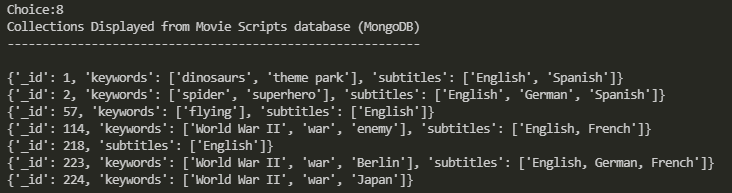 Choice:8
Collections Displayed from Movie Scripts database (MongoDB)
-----------------------------------------------------------
{'_id': 1, 'keywords': ['dinosaurs', 'theme park'], 'subtitles': ['English', 'Spanish']}
{'_id': 2, 'keywords': ['spider', 'superhero'], 'subtitles': ['English', 'German', 'Spanish']}
{'_id': 57, 'keywords': ['flying'], 'subtitles': ['English']}
{'_id': 114, 'keywords': ['World War II', 'war', 'enemy'], 'subtitles': ['English, French']}
{'_id': 218, 'subtitles': ['English']}
{'_id': 223, 'keywords': ['World War II', 'war', 'Berlin'], 'subtitles': ['English, German, French']}
{'_id': 224, 'keywords': ['World War II', 'war', 'Japan']}